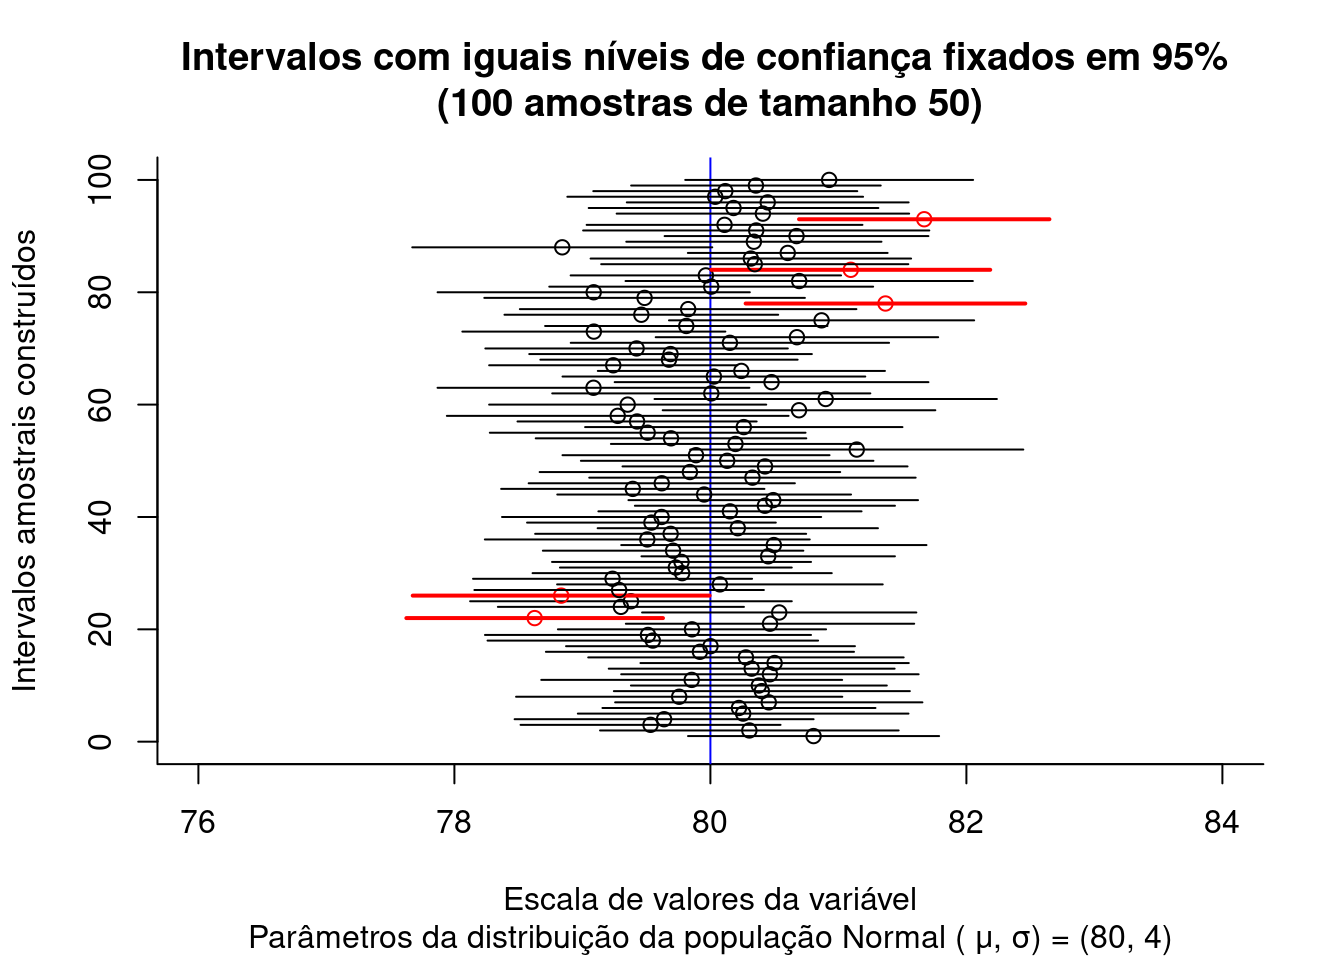 Intervalos com iguais níveis de confiança fixados em 95%
(100 amostras de tamanho 50)
Intervalos amostrais construídos
100
80
60
40
20
0
76 78 80 82 84
Escala de valores da variável
Parâmetros da distribuição da população Normal ( μ, σ) = (80, 4)